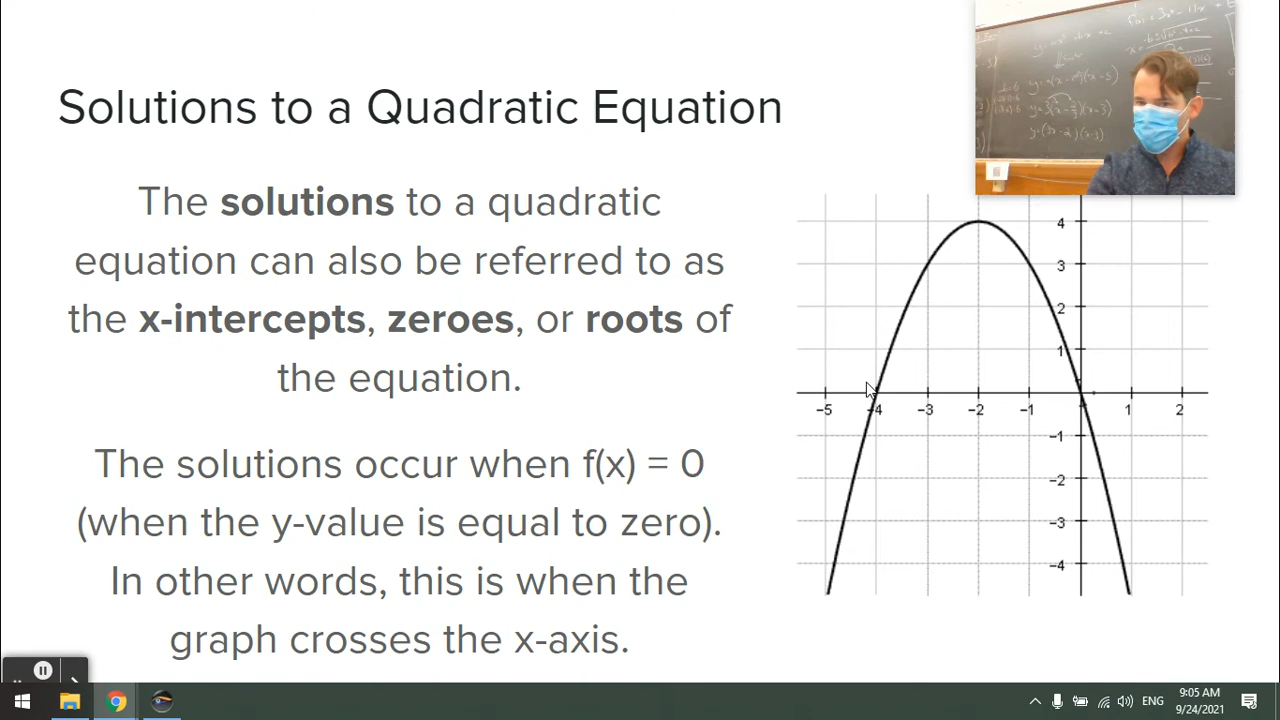 Solutions to a Quadratic Equation
The solutions to a quadratic
equation can also be referred to as
the x-intercepts, zeroes, or roots of
the equation.
The solutions occur when f(x) = 0
(when the y-value is equal to zero).
In other words, this is when the
graph crosses the x-axis.
4
3
2
1
-5 -4 -3 -2 -1 1 2
-1
-2
-3
-4
y=(3x-2)(x-3)
ENG
9:05 AM
9/24/2021